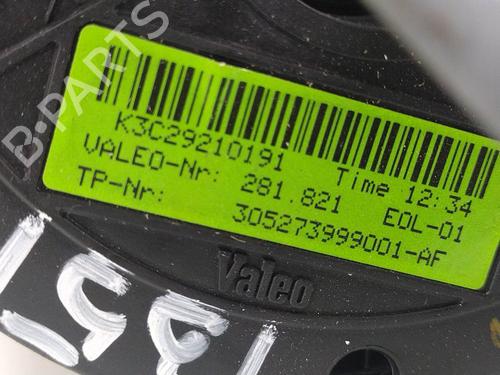 B-PARTS
K3C29210191 Time 12:34
VALEO-Nr: 281.821 EOL-01
TP-Nr: 305273999001-AF
Valeo